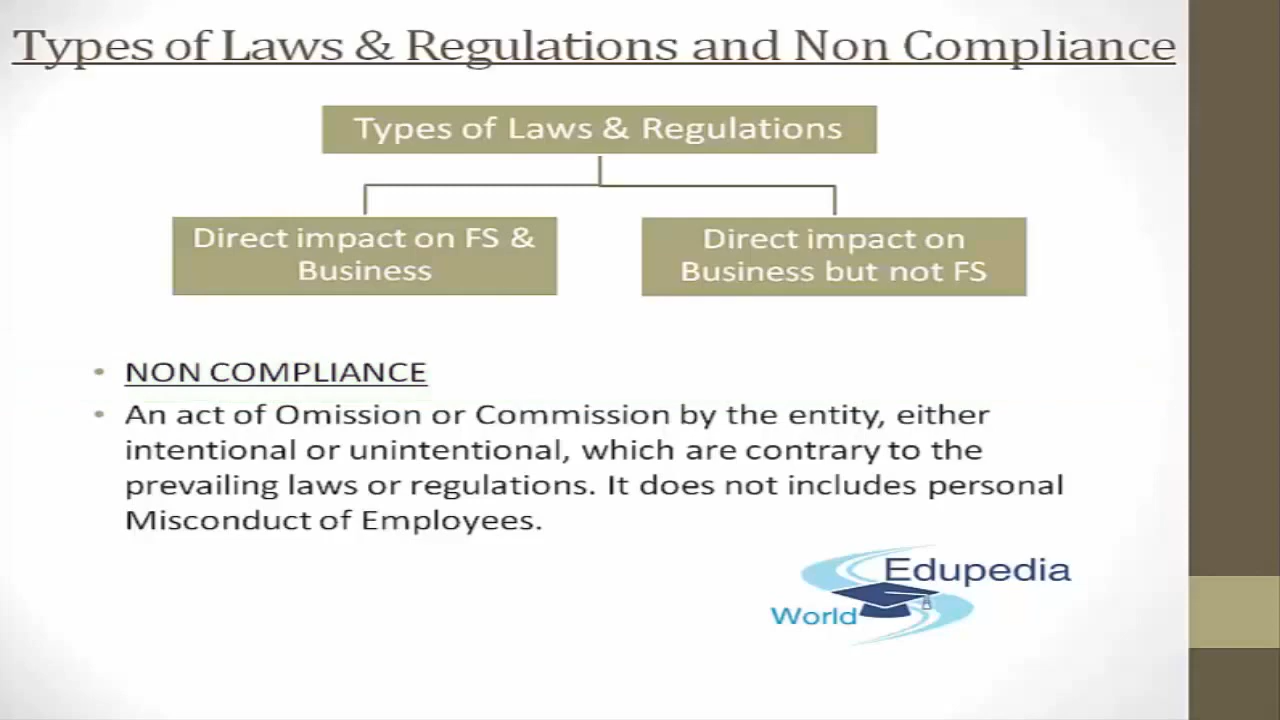 Types of Laws & Regulations and Non Compliance
Types of Laws & Regulations
Direct impact on FS &
Business
Direct impact on
Business but not FS
• NON COMPLIANCE
• An act of Omission or Commission by the entity, either
intentional or unintentional, which are contrary to the
prevailing laws or regulations. It does not includes personal
Misconduct of Employees.
Edupedia
World